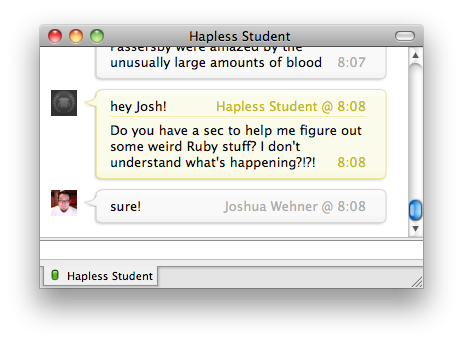 Hapless Student
Passersby were amazed by the
unusually large amounts of blood 8:07
hey Josh! Hapless Student @ 8:08
Do you have a sec to help me figure out
some weird Ruby stuff? I don't
understand what's happening?!?! 8:08
sure! Joshua Wehner @ 8:08
Hapless Student